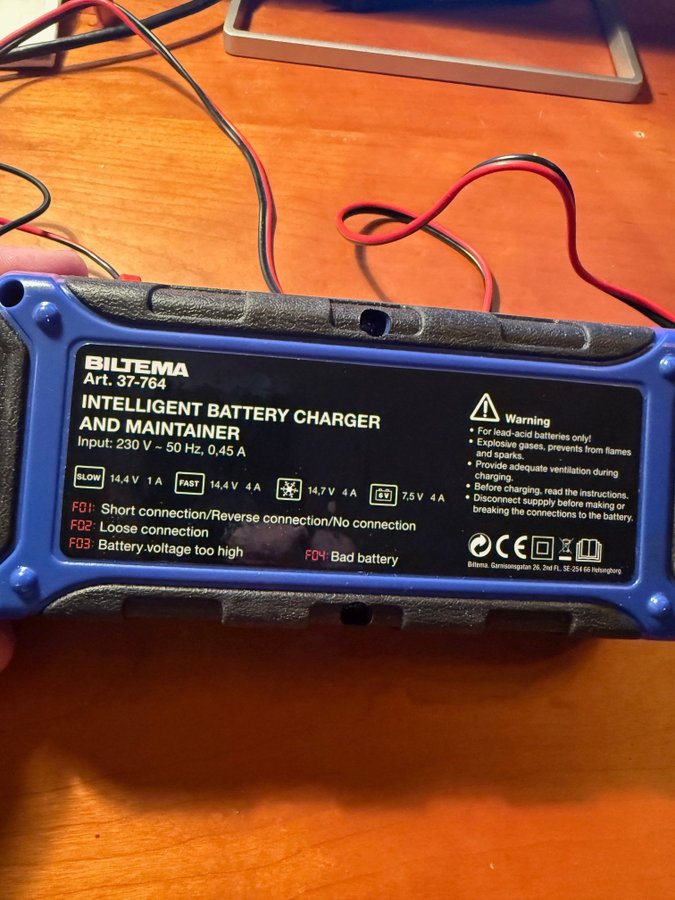 BILTEMA
Art. 37-764
INTELLIGENT BATTERY CHARGER
AND MAINTAINER
Input: 230 V ~ 50 Hz, 0,45 A
SLOW 14,4 V 1 A FAST 14,4 V 4 A 14,7 V 4 A 6V 7,5 V 4 A
F01: Short connection/Reverse connection/No connection
F02: Loose connection
F03: Battery voltage too high F04: Bad battery
Warning
• For lead-acid batteries only!
• Explosive gases, prevents from flames
and sparks.
• Provide adequate ventilation during
charging.
• Before charging, read the instructions.
• Disconnect suppply before making or
breaking the connections to the battery.
CE
Biltema. Garnisonsgatan 26, 2nd FL, SE-254 66 Helsingborg